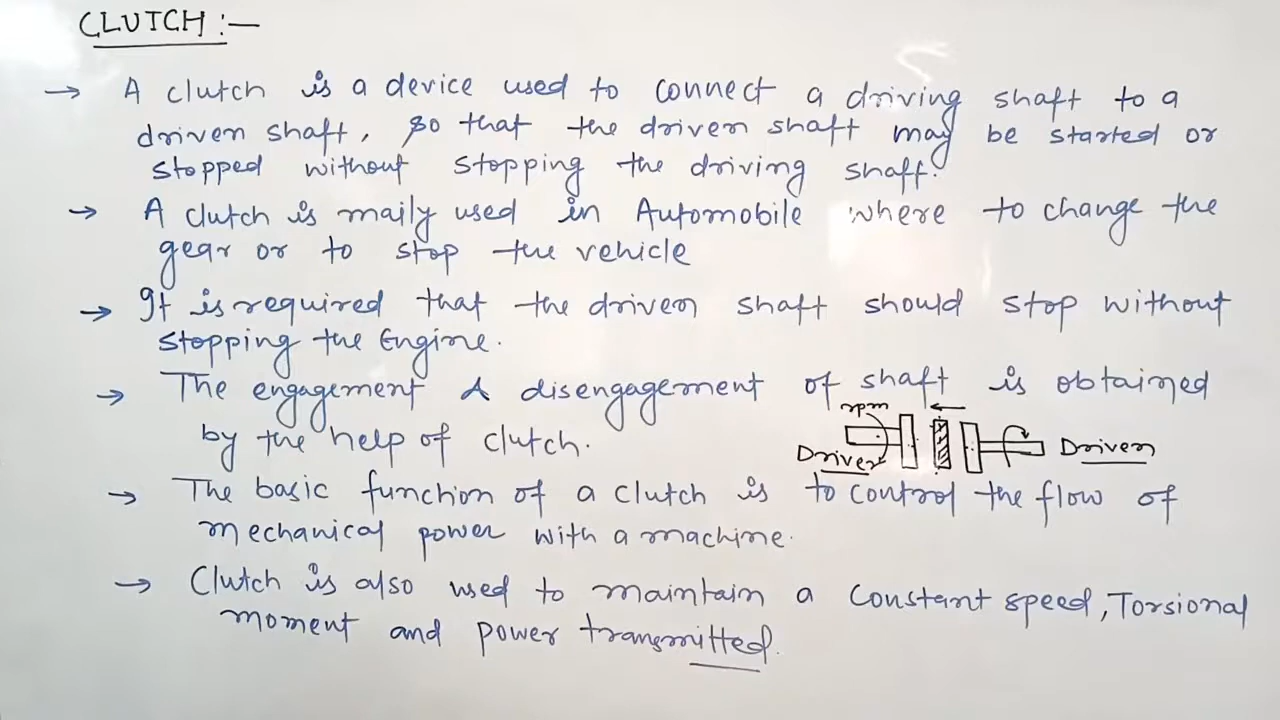 CLUTCH :-
→ A clutch is a device used to connect a driving shaft to a
driven shaft, so that the driven shaft may be started or
stopped without stopping the driving shaft.
→ A clutch is maily used in Automobile where to change the
gear or to stop the vehicle
→ It is required that the driven shaft should stop without
stopping the Engine.
→ The engagement & disengagement of shaft is obtained
by the help of clutch.
rpm
Driver
Driven
→ The basic function of a clutch is to control the flow of
mechanical power with a machine.
→ Clutch is also used to maintain a constant speed, Torsional
moment and power transmitted.